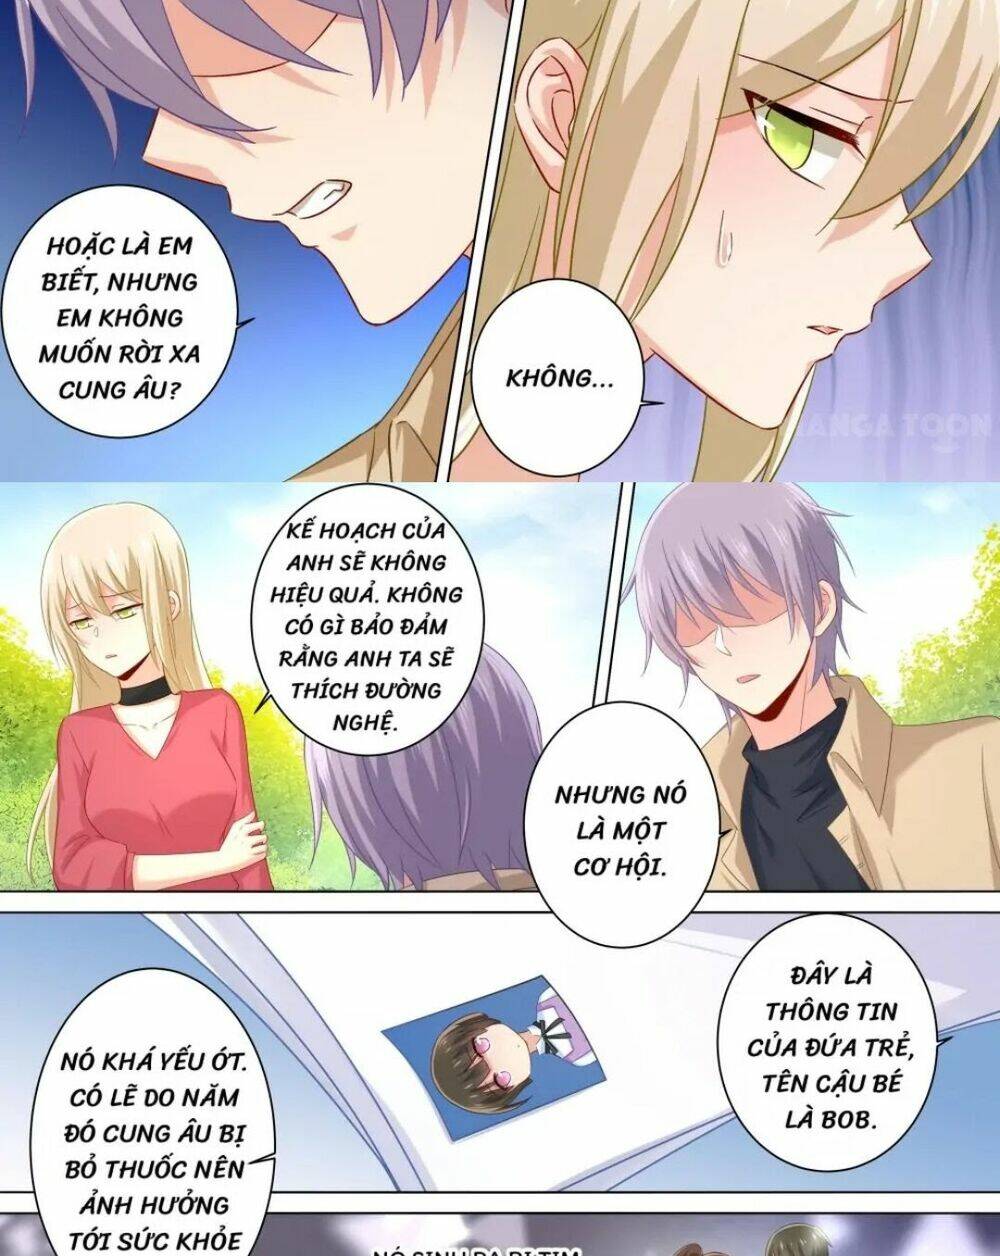 HOẶC LÀ EM
BIẾT, NHƯNG
EM KHÔNG
MUỐN RỜI XA
CUNG ÂU?
KHÔNG...
MANGA TOON
KẾ HOẠCH CỦA
ANH SẼ KHÔNG
HIỆU QUẢ. KHÔNG
CÓ GÌ BẢO ĐẢM
RẰNG ANH TA SẼ
THÍCH ĐƯỜNG
NGHỆ.
NHƯNG NÓ
LÀ MỘT
CƠ HỘI.
ĐÂY LÀ
THÔNG TIN
CỦA ĐỨA TRẺ,
TÊN CẬU BÉ
LÀ BOB.
NÓ KHÁ YẾU ỚT.
CÓ LẼ DO NĂM
ĐÓ CUNG ÂU BỊ
BỎ THUỐC NÊN
ẢNH HƯỞNG
TỚI SỨC KHỎE